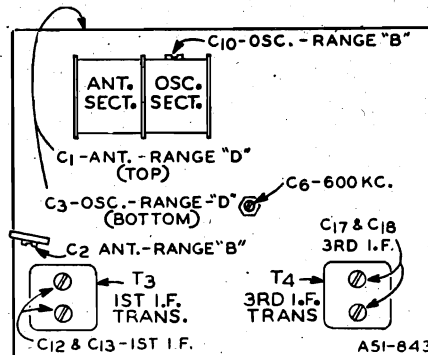 C10-OSC.-RANGE "B"
ANT. SECT.
OSC. SECT.
C1-ANT.-RANGE "D"
(TOP)
C3-OSC.-RANGE-"D"
(BOTTOM)
C6-600 KC.
C2 ANT.-RANGE "B"
C17 & C18
3RD I.F.
T3
1ST I.F.
TRANS.
T4
3RD I.F.
TRANS
C12 & C13-1ST I.F.
A51-843